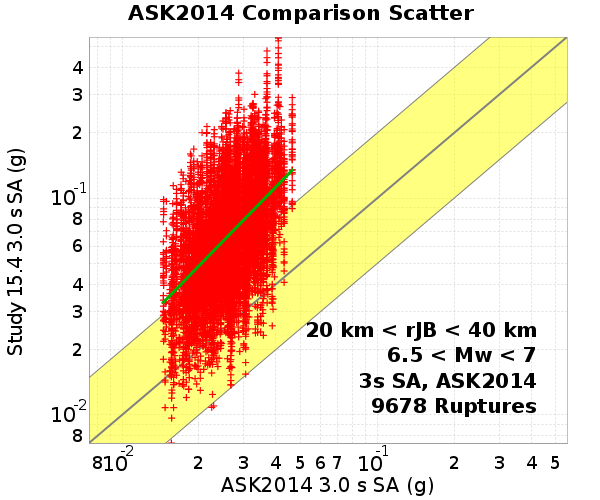 ASK2014 Comparison Scatter
Study 15.4 3.0 s SA (g)
4
3
2
10-1
8
6
4
3
2
10-2
8
20 km < rJB < 40 km
6.5 < Mw < 7
3s SA, ASK2014
9678 Ruptures
8 10-2 2 3 4 5 6 7 10-1 2 3 4 5
ASK2014 3.0 s SA (g)